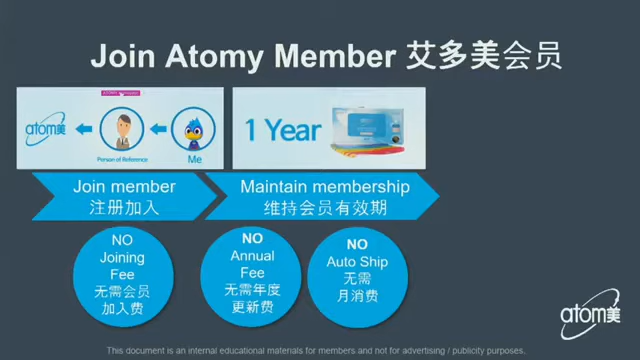 Join Atomy Member 艾多美会员
atom美
Person of Reference
Me
1 Year
Join member
注册加入
Maintain membership
维持会员有效期
NO
Joining
Fee
无需会员
加入费
NO
Annual
Fee
无需年度
更新费
NO
Auto Ship
无需
月消费
atom美
This document is an internal educational materials for members and not for advertising / publicity purposes.